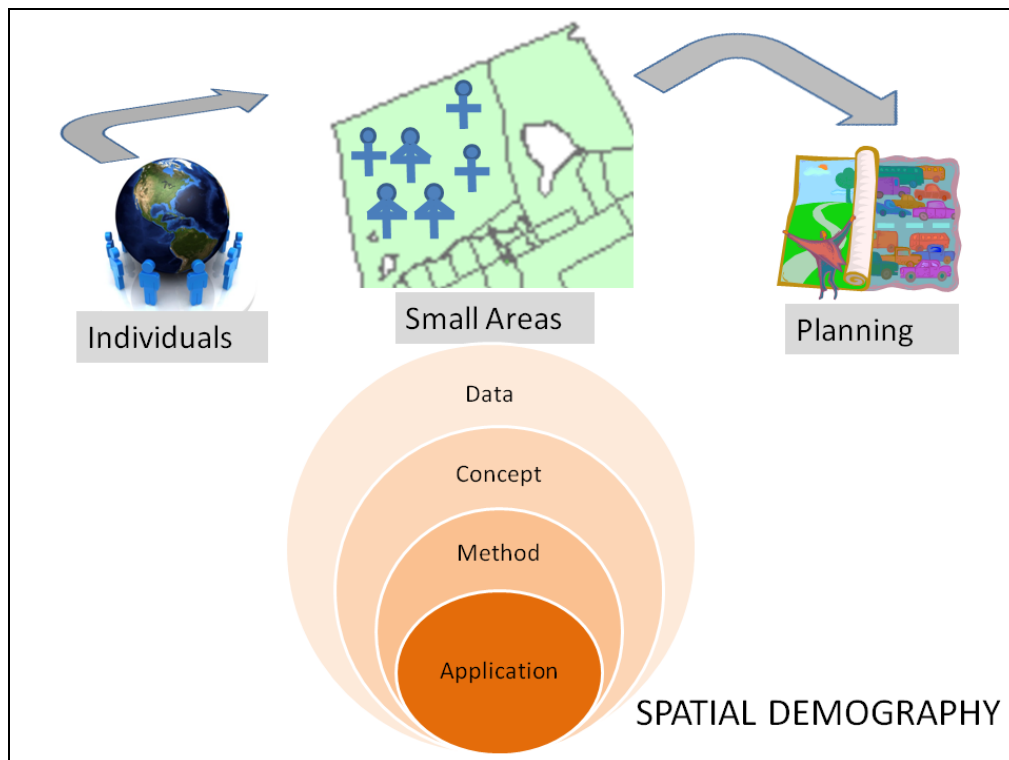 Individuals
Small Areas
Planning
Data
Concept
Method
Application
SPATIAL DEMOGRAPHY